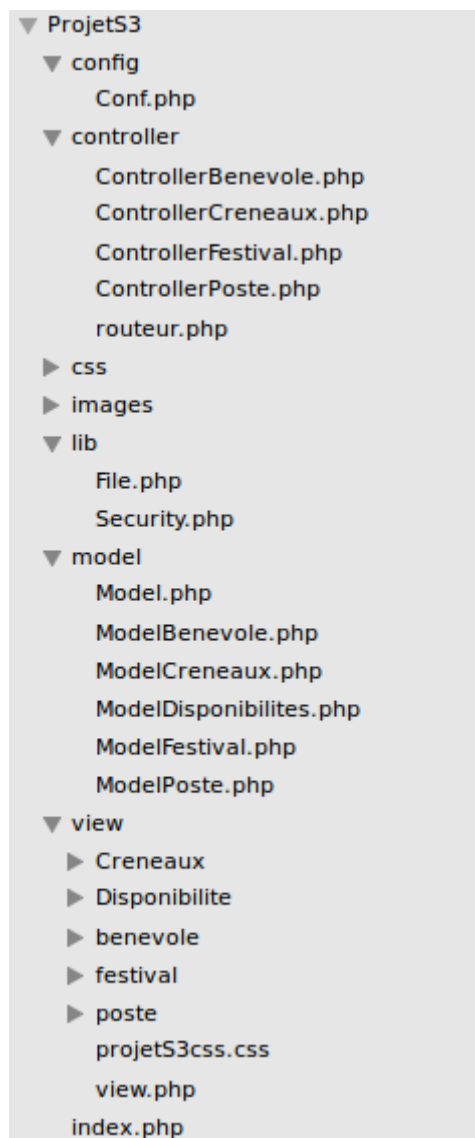 ProjetS3
config
Conf.php
controller
ControllerBenevole.php
ControllerCreneaux.php
ControllerFestival.php
ControllerPoste.php
routeur.php
css
images
lib
File.php
Security.php
model
Model.php
ModelBenevole.php
ModelCreneaux.php
ModelDisponibilites.php
ModelFestival.php
ModelPoste.php
view
Creneaux
Disponibilite
benevole
festival
poste
projetS3css.css
view.php
index.php